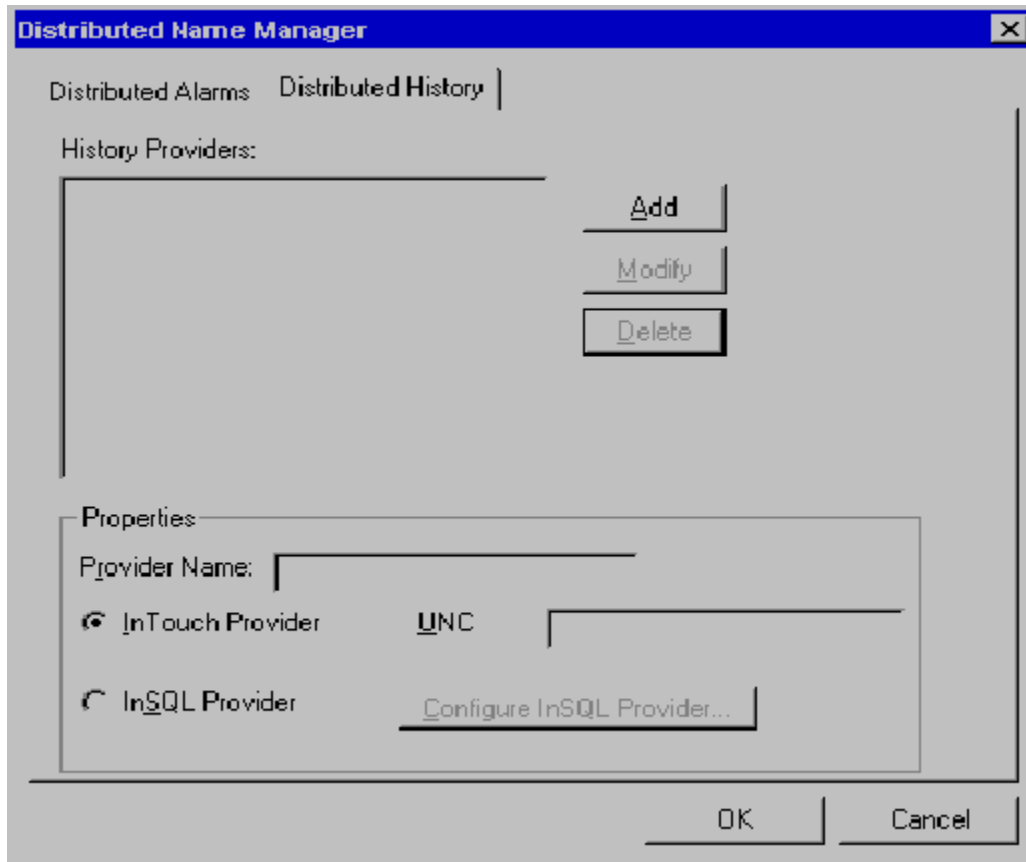 Distributed Name Manager
Distributed Alarms Distributed History
History Providers:
Add
Modify
Delete
Properties
Provider Name:
InTouch Provider UNC
InSQL Provider Configure InSQL Provider...
OK Cancel